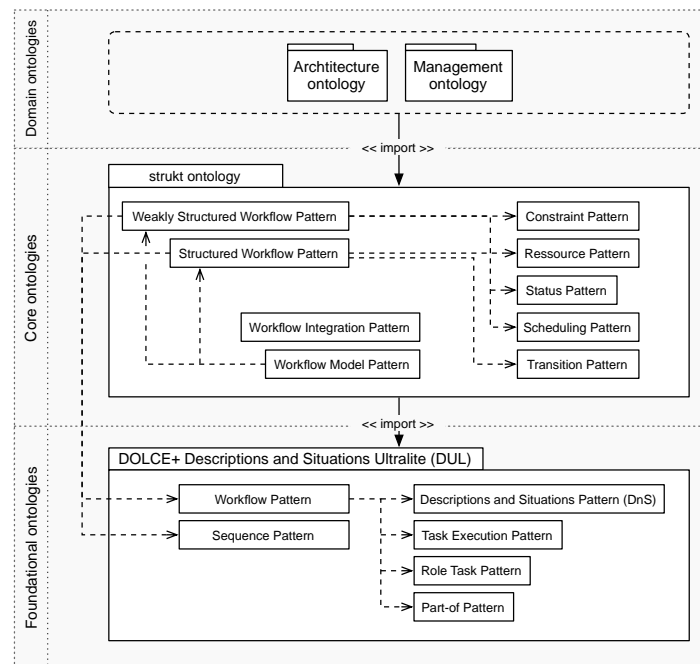 Domain ontologies
Archtitecture
ontology
Management
ontology
<< import >>
Core ontologies
strukt ontology
Weakly Structured Workflow Pattern
Constraint Pattern
Structured Workflow Pattern
Ressource Pattern
Status Pattern
Workflow Integration Pattern
Scheduling Pattern
Workflow Model Pattern
Transition Pattern
<< import >>
Foundational ontologies
DOLCE+ Descriptions and Situations Ultralite (DUL)
Workflow Pattern
Descriptions and Situations Pattern (DnS)
Sequence Pattern
Task Execution Pattern
Role Task Pattern
Part-of Pattern